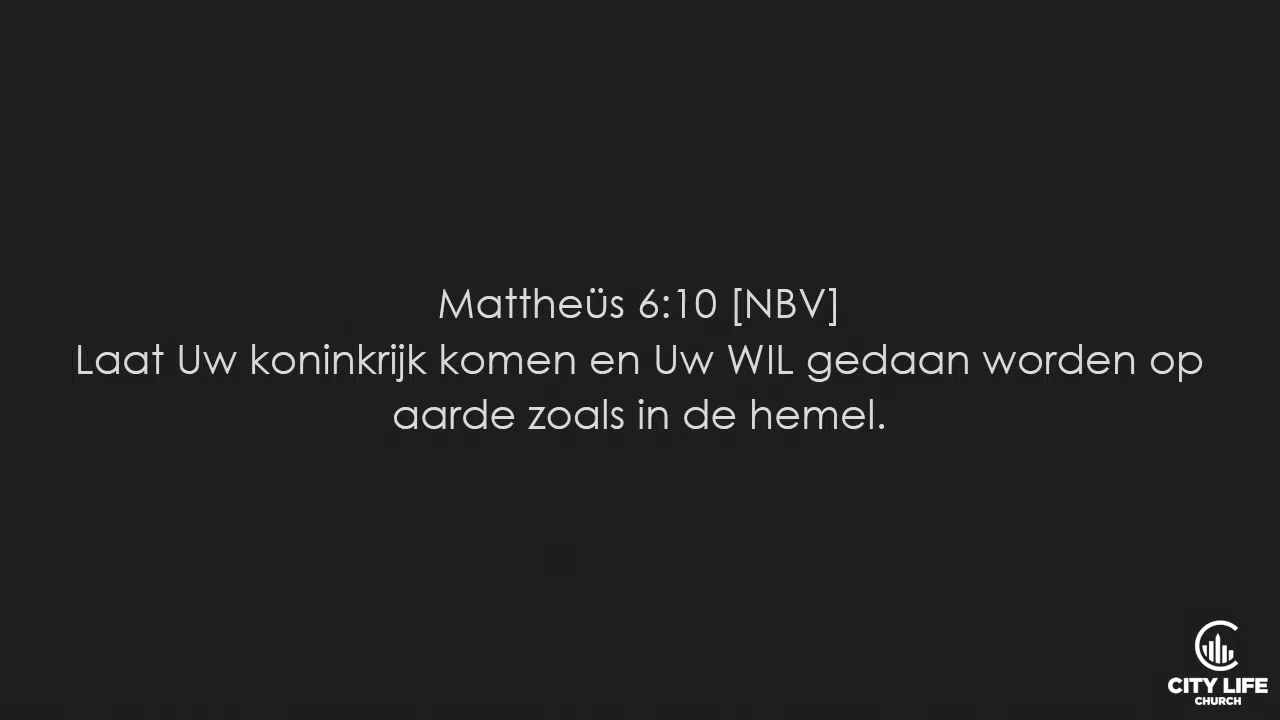 Mattheüs 6:10 [NBV]
Laat Uw koninkrijk komen en Uw WIL gedaan worden op
aarde zoals in de hemel.
CITY LIFE
CHURCH